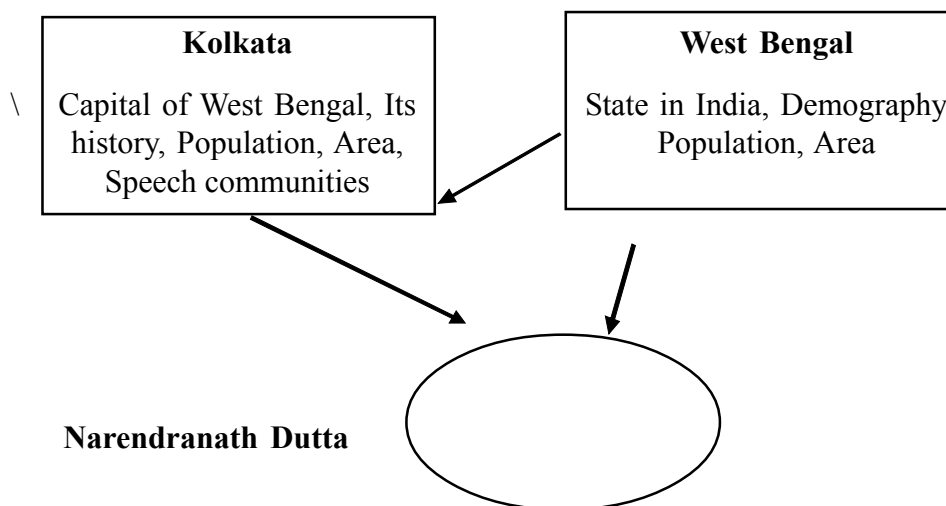 Kolkata
\
Capital of West Bengal, Its
history, Population, Area,
Speech communities
West Bengal
State in India, Demography
Population, Area
Narendranath Dutta